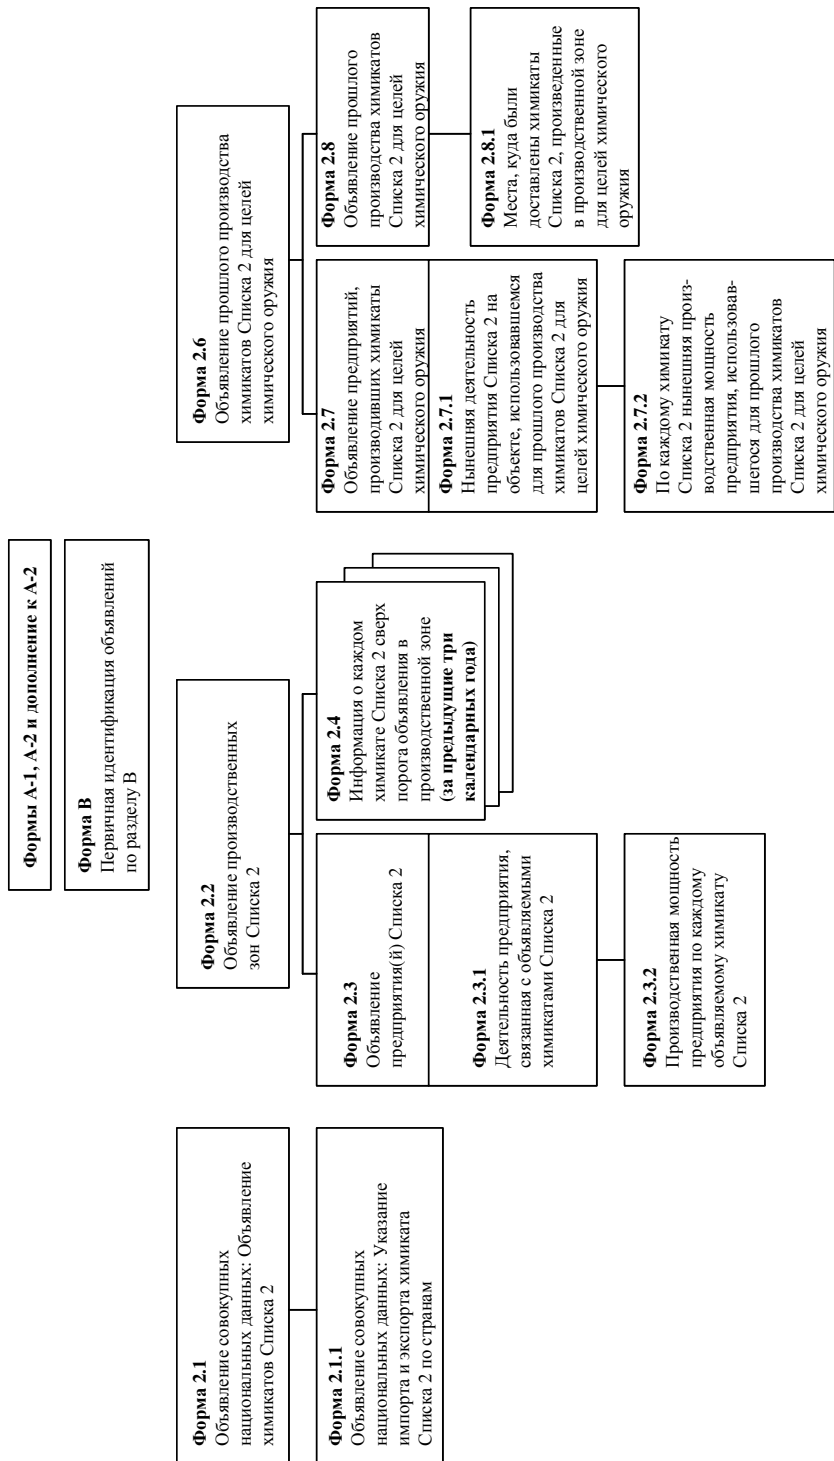 Формы А-1, А-2 и дополнение к А-2
Форма В
Первичная идентификация объявлений
по разделу В
Форма 2.1
Объявление совокупных
национальных данных: Объявление
химикатов Списка 2
Форма 2.1.1
Объявление совокупных
национальных данных: Указание
импорта и экспорта химиката
Списка 2 по странам
Форма 2.2
Объявление производственных
зон Списка 2
Форма 2.3
Объявление
предприятия(й) Списка 2
Форма 2.3.1
Деятельность предприятия,
связанная с объявляемыми
химикатами Списка 2
Форма 2.3.2
Производственная мощность
предприятия по каждому
объявляемому химикату
Списка 2
Форма 2.4
Информация о каждом
химикате Списка 2 сверх
порога объявления в
производственной зоне
(за предыдущие три
календарных года)
Форма 2.6
Объявление прошлого производства
химикатов Списка 2 для целей
химического оружия
Форма 2.7
Объявление предприятий,
производивших химикаты
Списка 2 для целей
химического оружия
Форма 2.7.1
Нынешняя деятельность
предприятия Списка 2 на
объекте, использовавшемся
для прошлого производства
химикатов Списка 2 для
целей химического оружия
Форма 2.7.2
По каждому химикату
Списка 2 нынешняя произ-
водственная мощность
предприятия, использовав-
шегося для прошлого
производства химикатов
Списка 2 для целей
химического оружия
Форма 2.8
Объявление прошлого
производства химикатов
Списка 2 для целей
химического оружия
Форма 2.8.1
Места, куда были
доставлены химикаты
Списка 2, произведенные
в производственной зоне
для целей химического
оружия